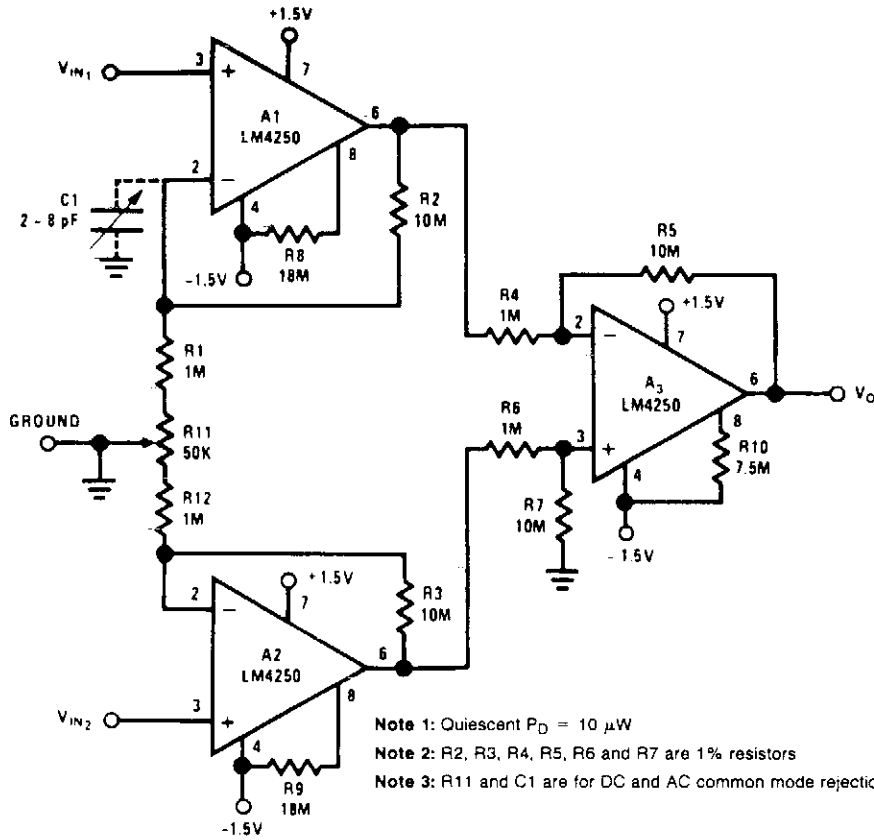 +1.5V
V_IN1
3
+
7
A1
LM4250
6
8
2
−
4
C1
2 - 8 pF
R8
18M
-1.5V
R2
10M
R5
10M
R4
1M
+1.5V
2
−
7
A3
LM4250
6
VO
8
R10
7.5M
R1
1M
GROUND
R11
50K
R6
1M
3
+
4
R12
1M
R7
10M
- 1.5V
+1.5V
R3
10M
2
−
7
A2
LM4250
6
8
V_IN2
3
+
4
R9
18M
-1.5V
Note 1: Quiescent PD = 10 µW
Note 2: R2, R3, R4, R5, R6 and R7 are 1% resistors
Note 3: R11 and C1 are for DC and AC common mode rejectio